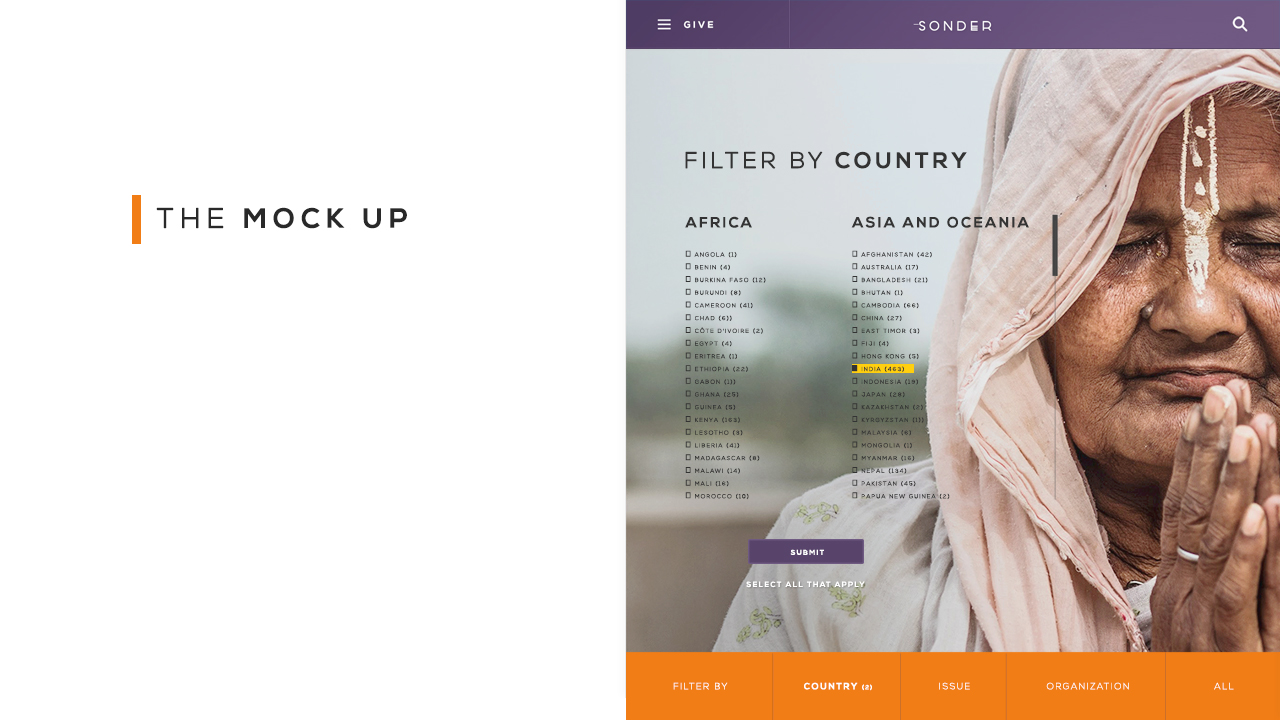 THE MOCK UP
GIVE
SONDER
FILTER BY COUNTRY
AFRICA
ANGOLA (1)
BENIN (4)
BURKINA FASO (12)
BURUNDI (8)
CAMEROON (41)
CHAD (6))
CÔTE D'IVOIRE (2)
EGYPT (4)
ERITREA (1)
ETHIOPIA (22)
GABON (1))
GHANA (25)
GUINEA (5)
KENYA (163)
LESOTHO (3)
LIBERIA (41)
MADAGASCAR (8)
MALAWI (14)
MALI (16)
MOROCCO (10)
ASIA AND OCEANIA
AFGHANISTAN (42)
AUSTRALIA (17)
BANGLADESH (21)
BHUTAN (1)
CAMBODIA (66)
CHINA (27)
EAST TIMOR (3)
FIJI (4)
HONG KONG (5)
INDIA (463)
INDONESIA (19)
JAPAN (28)
KAZAKHSTAN (2)
KYRGYZSTAN (1))
MALAYSIA (6)
MONGOLIA (1)
MYANMAR (16)
NEPAL (134)
PAKISTAN (45)
PAPUA NEW GUINEA (2)
SUBMIT
SELECT ALL THAT APPLY
FILTER BY
COUNTRY (2)
ISSUE
ORGANIZATION
ALL